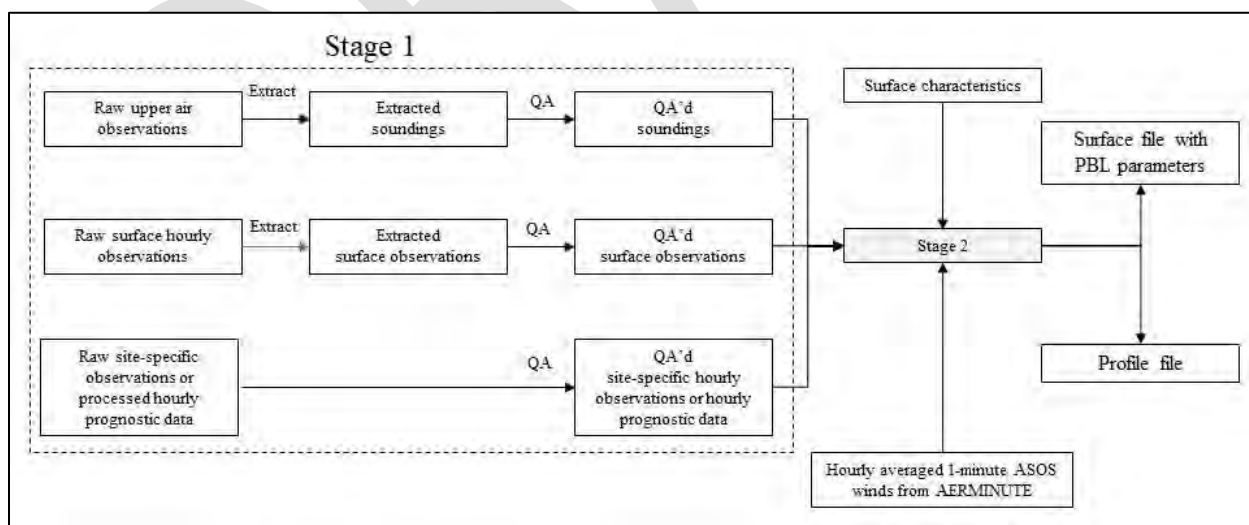 Stage 1
Raw upper air
observations
Extract
Extracted
soundings
QA
QA'd
soundings
Raw surface hourly
observations
Extract
Extracted
surface observations
QA
QA'd
surface observations
Raw site-specific
observations or
processed hourly
prognostic data
QA
QA'd
site-specific hourly
observations or hourly
prognostic data
Surface characteristics
Stage 2
Hourly averaged 1-minute ASOS
winds from AERMINUTE
Surface file with
PBL parameters
Profile file